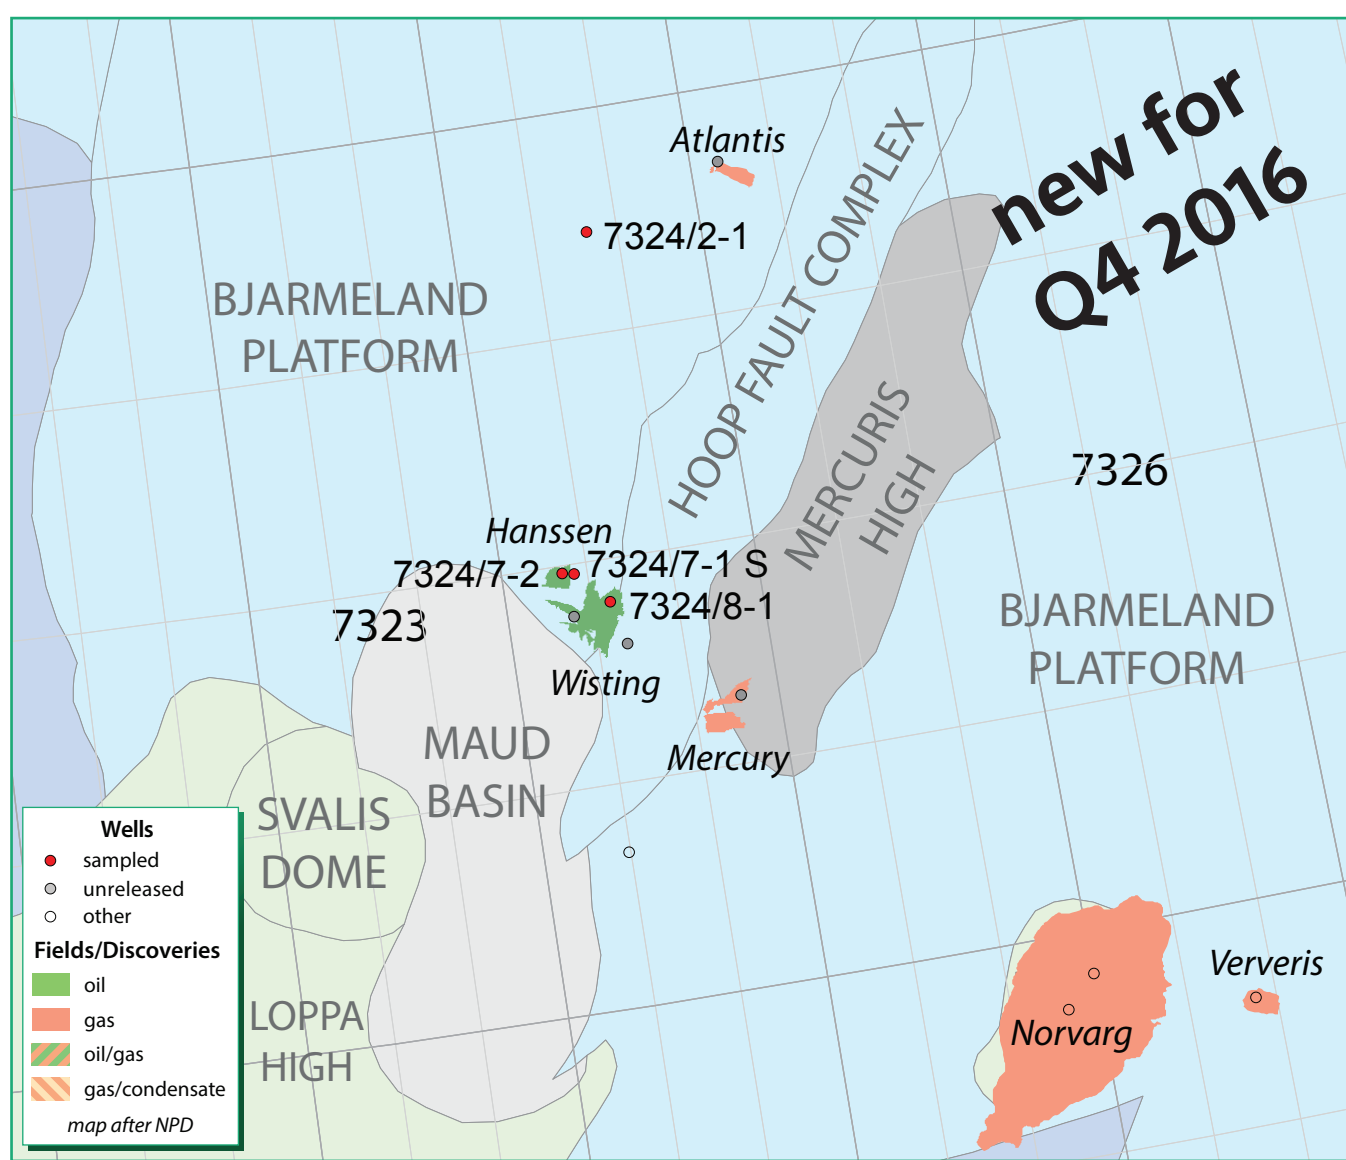 new for
Q4 2016
Atlantis
7324/2-1
BJARMELAND
PLATFORM
HOOP FAULT COMPLEX
MERCURIS
HIGH
7326
Hanssen
7324/7-2
7324/7-1 S
7324/8-1
7323
Wisting
BJARMELAND
PLATFORM
Mercury
MAUD
BASIN
SVALIS
DOME
LOPPA
HIGH
Norvarg
Ververis
Wells
sampled
unreleased
other
Fields/Discoveries
oil
gas
oil/gas
gas/condensate
map after NPD